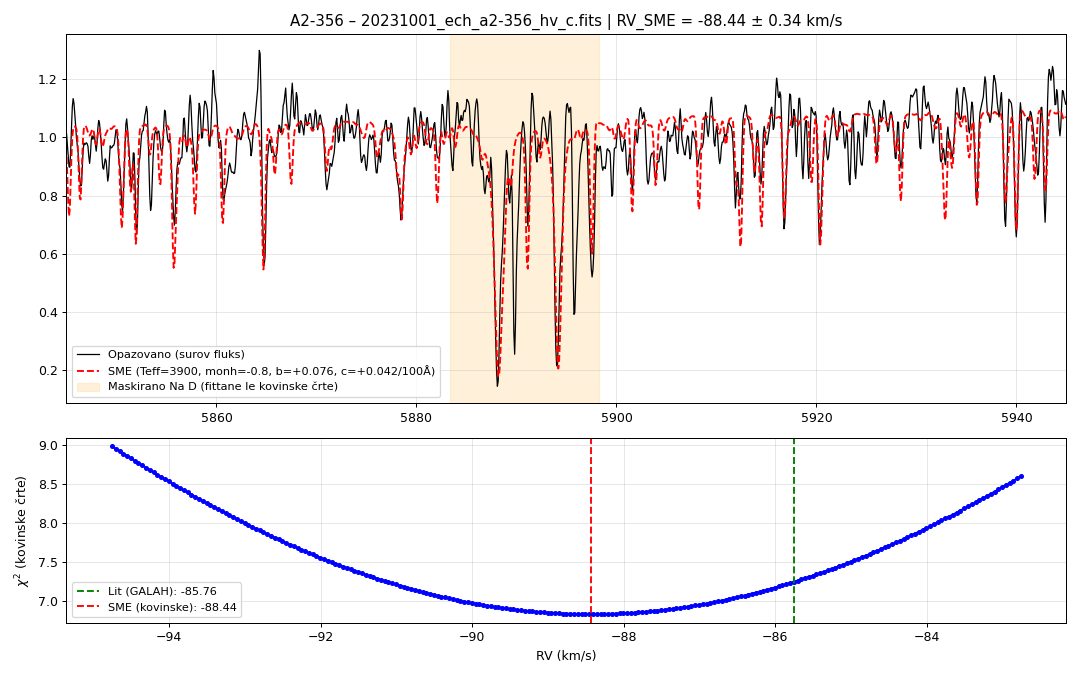 A2-356 – 20231001_ech_a2-356_hv_c.fits | RV_SME = -88.44 ± 0.34 km/s
1.2
1.0
0.8
0.6
0.4
0.2
Opazovano (surov fluks)
SME (Teff=3900, monh=-0.8, b=+0.076, c=+0.042/100Å)
Maskirano Na D (fittane le kovinske črte)
5860 5880 5900 5920 5940
9.0
8.5
8.0
7.5
7.0
χ² (kovinske črte)
Lit (GALAH): -85.76
SME (kovinske): -88.44
−94 −92 −90 −88 −86 −84
RV (km/s)